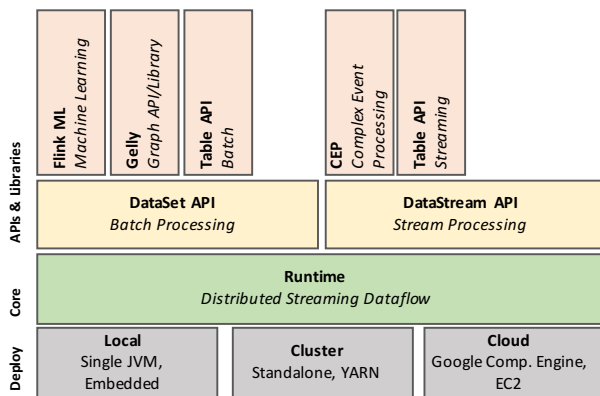 Flink ML
Machine Learning
Gelly
Graph API/Library
Table API
Batch
CEP
Complex Event
Processing
Table API
Streaming
APIs & Libraries
DataSet API
Batch Processing
DataStream API
Stream Processing
Core
Runtime
Distributed Streaming Dataflow
Deploy
Local
Single JVM,
Embedded
Cluster
Standalone, YARN
Cloud
Google Comp. Engine,
EC2